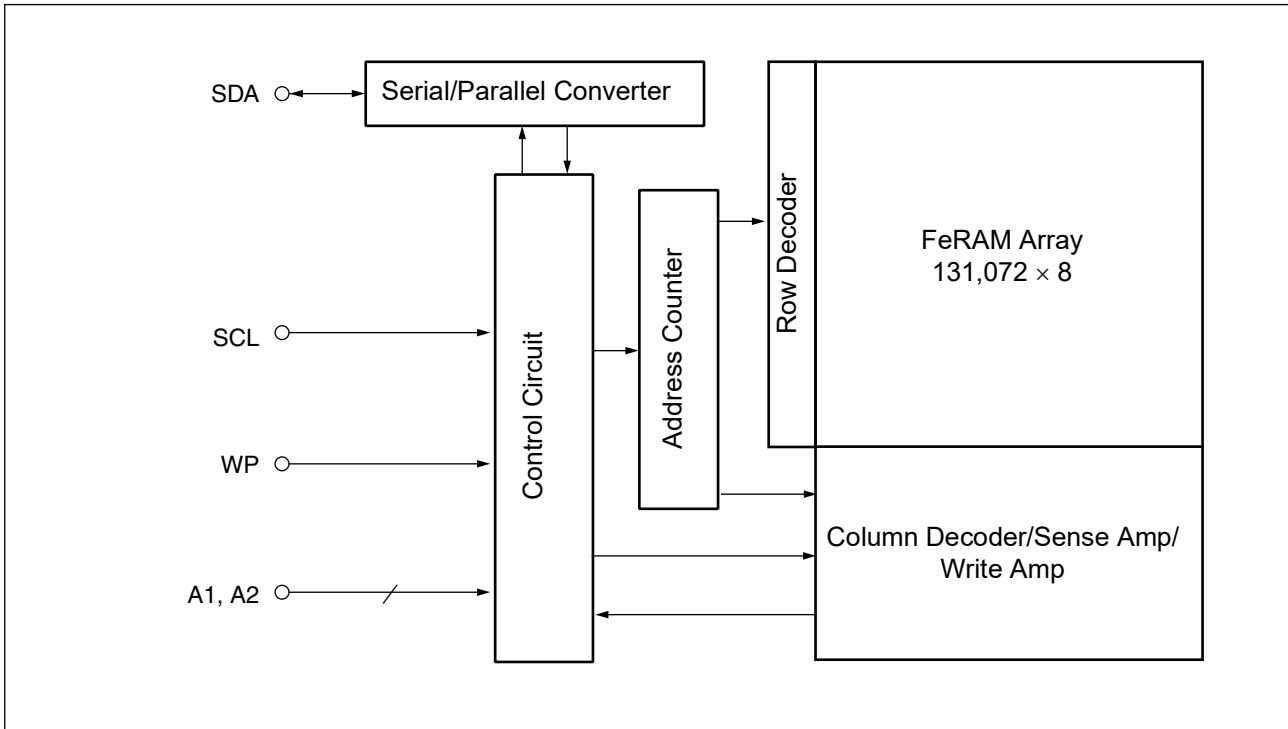 SDA
Serial/Parallel Converter
SCL
WP
A1, A2
Control Circuit
Address Counter
Row Decoder
FeRAM Array
131,072 × 8
Column Decoder/Sense Amp/
Write Amp